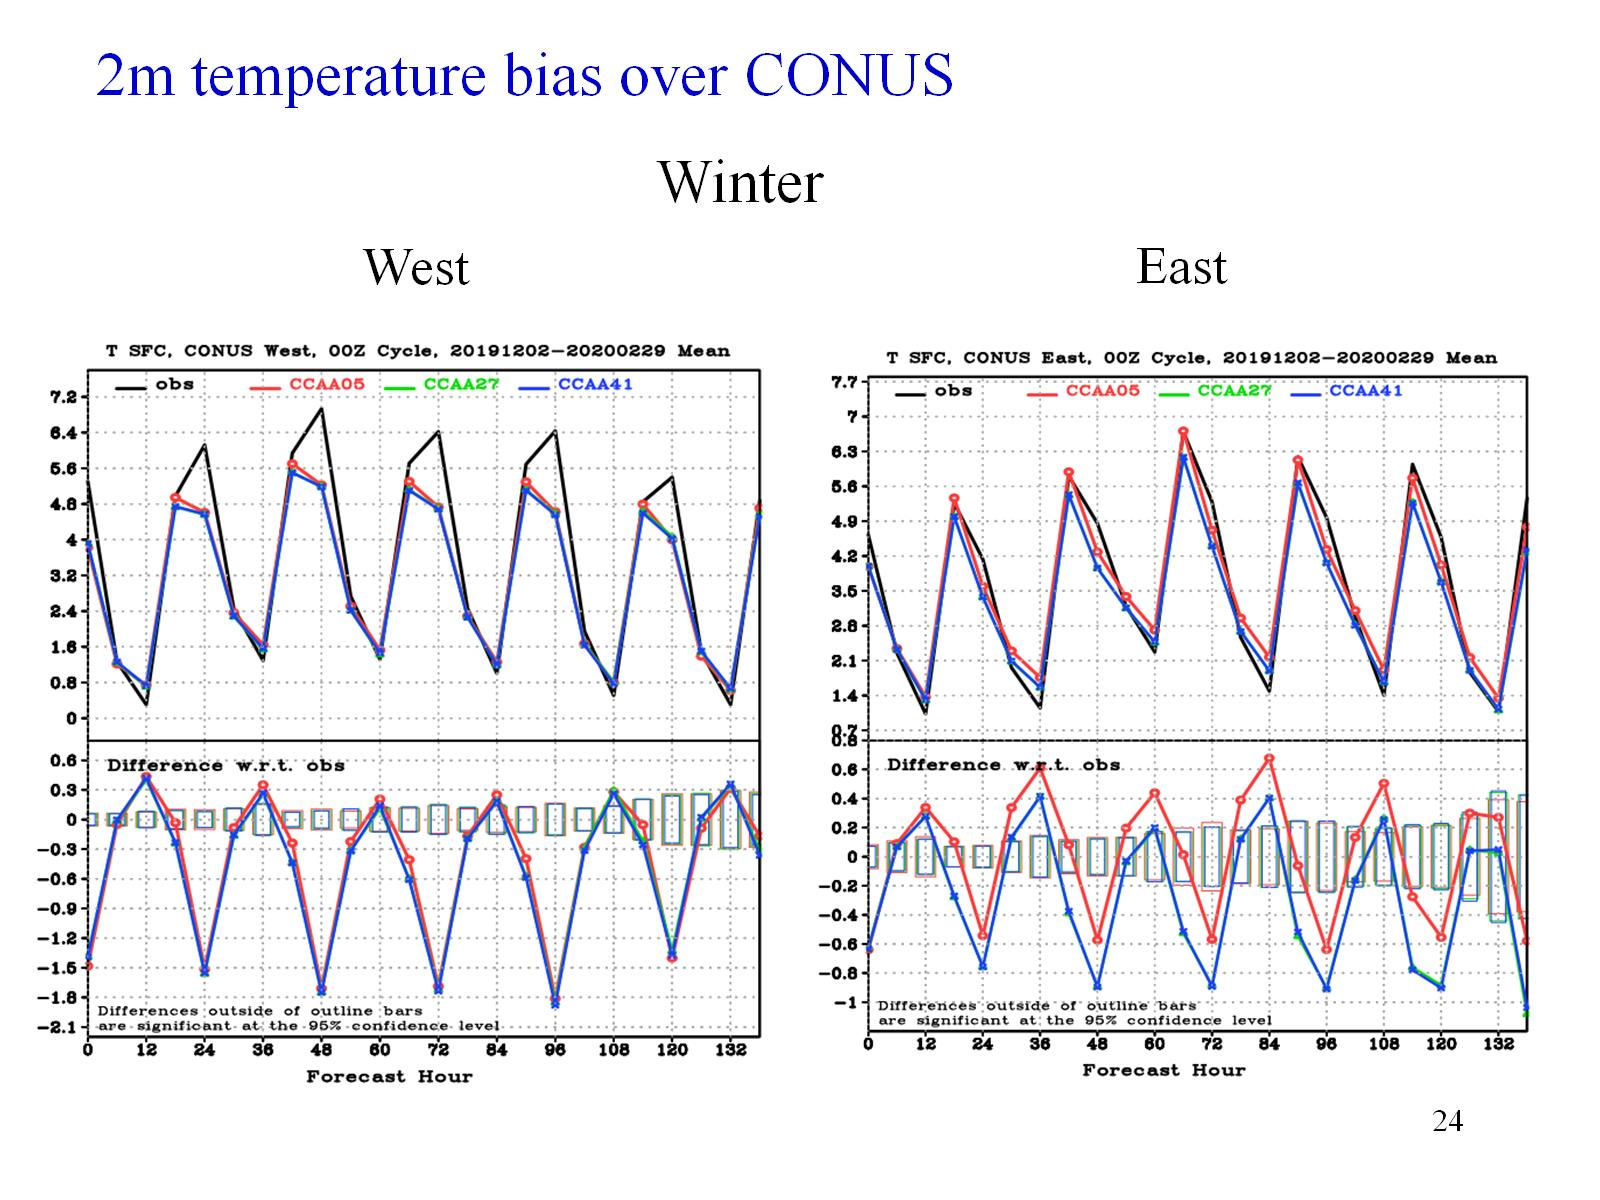 2m temperature bias over CONUS
Winter
West
East
T SFC, CONUS West, 00Z Cycle, 20191202-20200229 Mean
obs CCAA05 CCAA27 CCAA41
7.2
6.4
5.6
4.8
4
3.2
2.4
1.6
0.8
0
Difference w.r.t. obs
0.6
0.3
0
-0.3
-0.6
-0.9
-1.2
-1.5
-1.8
-2.1
Differences outside of outline bars
are significant at the 95% confidence level
0 12 24 36 48 60 72 84 96 108 120 132
Forecast Hour
T SFC, CONUS East, 00Z Cycle, 20191202-20200229 Mean
obs CCAA05 CCAA27 CCAA41
7.7
7
6.3
5.6
4.9
4.2
3.5
2.8
2.1
1.4
0.7
0.8
Difference w.r.t. obs
0.6
0.4
0.2
0
-0.2
-0.4
-0.6
-0.8
-1
Differences outside of outline bars
are significant at the 95% confidence level
0 12 24 36 48 60 72 84 96 108 120 132
Forecast Hour
24